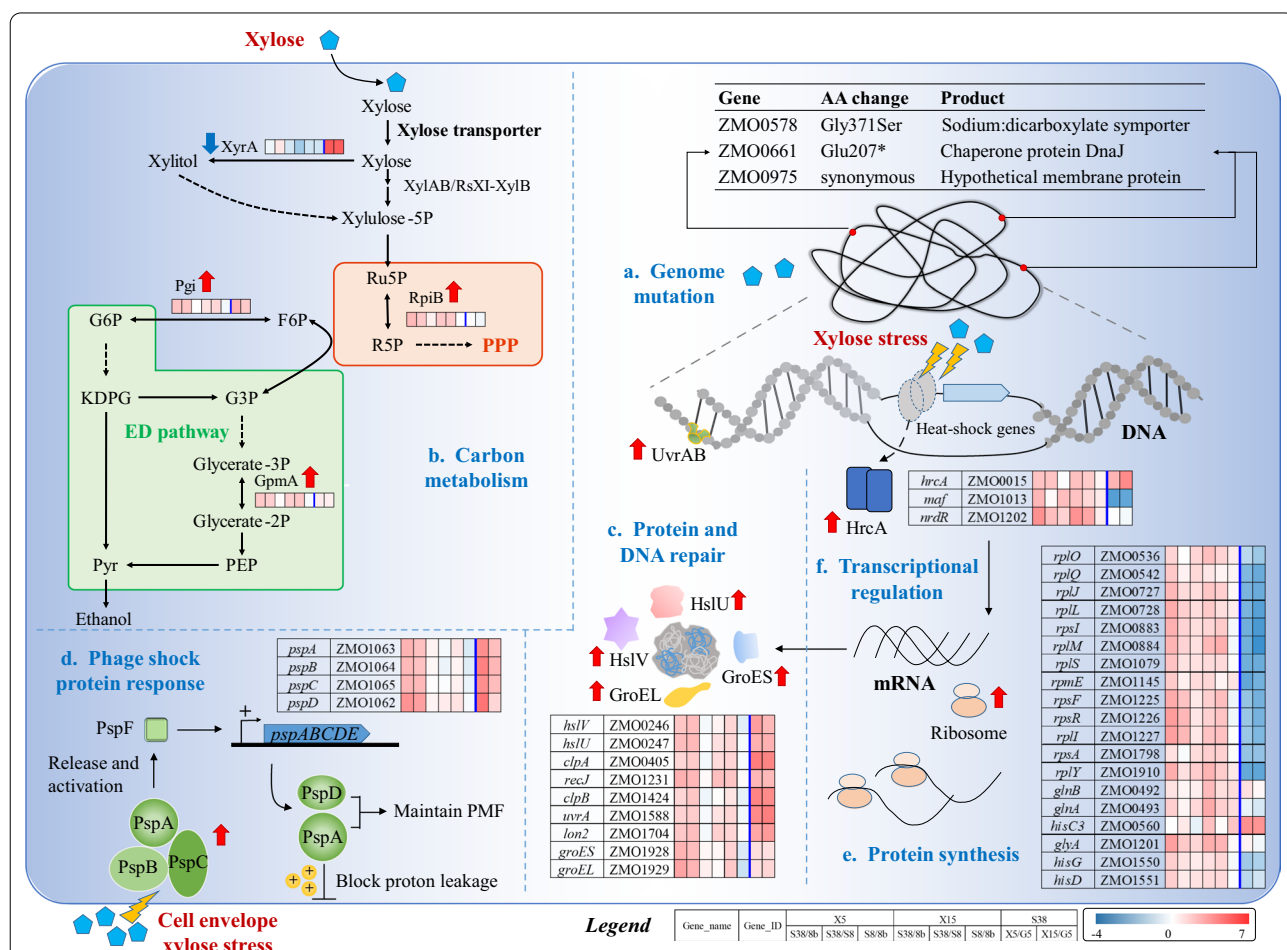 Xylose
Xylose
Xylose transporter
XyrA
Xylitol
Xylose
XylAB/RsXI-XylB
Xylulose-5P
Ru5P
Pgi
RpiB
G6P
F6P
R5P
PPP
KDPG
G3P
ED pathway
Glycerate-3P
GpmA
Glycerate-2P
Pyr
PEP
Ethanol
b. Carbon
metabolism
Gene AA change Product
ZMO0578 Gly371Ser Sodium:dicarboxylate symporter
ZMO0661 Glu207* Chaperone protein DnaJ
ZMO0975 synonymous Hypothetical membrane protein
a. Genome
mutation
Xylose stress
Heat-shock genes
DNA
UvrAB
HrcA
hrcA ZMO0015
maf ZMO1013
nrdR ZMO1202
c. Protein and
DNA repair
HslU
HslV
GroES
GroEL
hslV ZMO0246
hslU ZMO0247
clpA ZMO0405
recJ ZMO1231
clpB ZMO1424
uvrA ZMO1588
lon2 ZMO1704
groES ZMO1928
groEL ZMO1929
f. Transcriptional
regulation
mRNA
Ribosome
e. Protein synthesis
rplO ZMO0536
rplQ ZMO0542
rplJ ZMO0727
rplL ZMO0728
rpsI ZMO0883
rplM ZMO0884
rplS ZMO1079
rpmE ZMO1145
rpsF ZMO1225
rpsR ZMO1226
rplI ZMO1227
rpsA ZMO1798
rplY ZMO1910
glnB ZMO0492
glnA ZMO0493
hisC3 ZMO0560
glyA ZMO1201
hisG ZMO1550
hisD ZMO1551
d. Phage shock
protein response
pspA ZMO1063
pspB ZMO1064
pspC ZMO1065
pspD ZMO1062
PspF
+
pspABCDE
Release and
activation
PspA
PspB
PspC
PspD
PspA
Maintain PMF
+
+ +
Block proton leakage
Cell envelope
xylose stress
Legend
Gene_name Gene_ID X5 X15 S38
S38/8b S38/S8 S8/8b S38/8b S38/S8 S8/8b X5/G5 X15/G5
-4 0 7